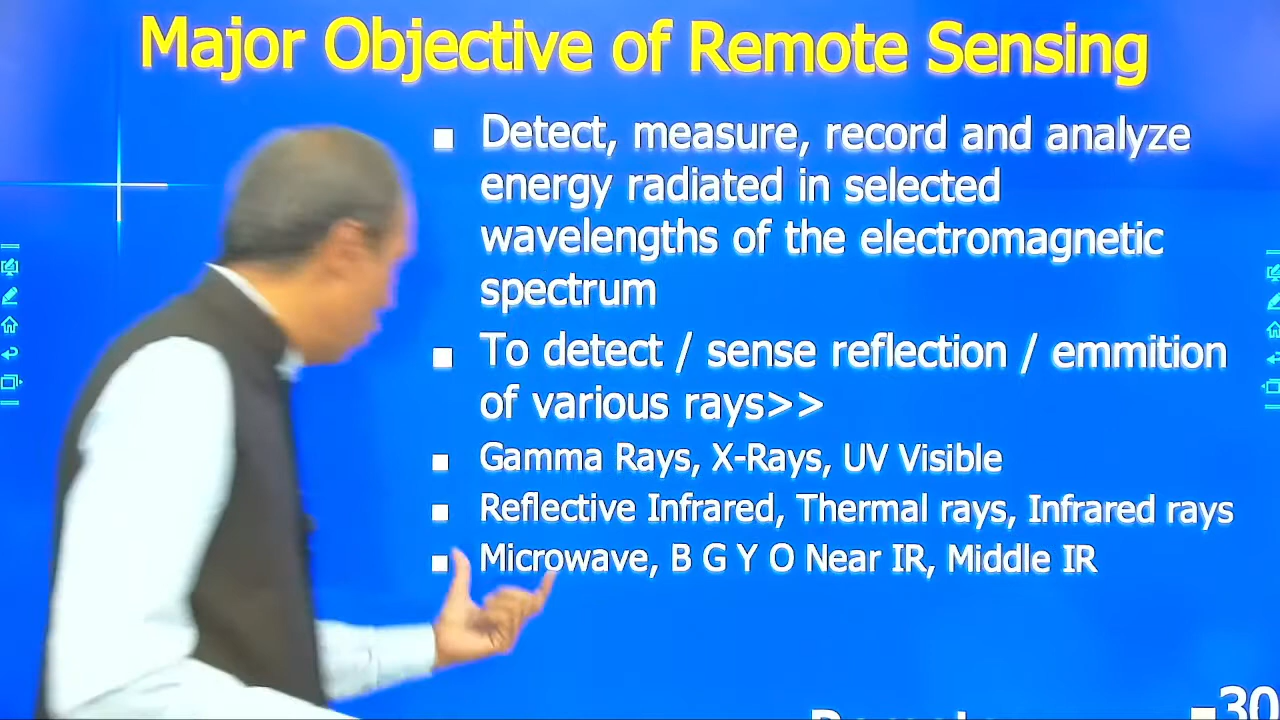 Major Objective of Remote Sensing
Detect, measure, record and analyze
energy radiated in selected
wavelengths of the electromagnetic
spectrum
To detect / sense reflection / emmition
of various rays>>
Gamma Rays, X-Rays, UV Visible
Reflective Infrared, Thermal rays, Infrared rays
Microwave, B G Y O Near IR, Middle IR
30